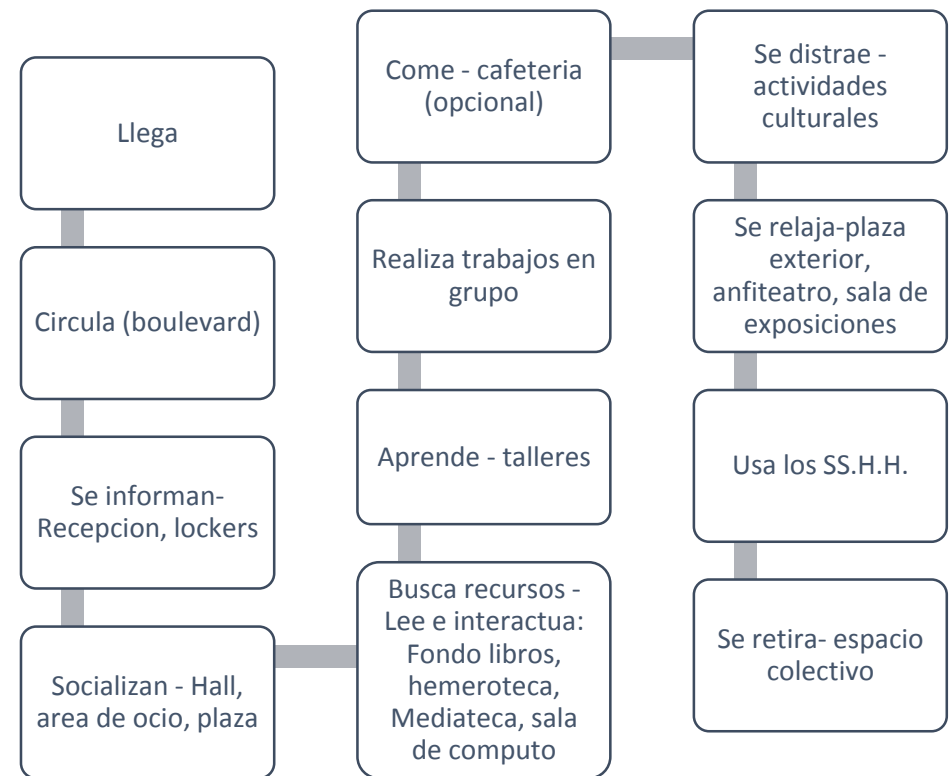 Llega
Circula (boulevard)
Se informan-
Recepcion, lockers
Socializan - Hall,
area de ocio, plaza
Busca recursos -
Lee e interactua:
Fondo libros,
hemeroteca,
Mediateca, sala
de computo
Aprende - talleres
Realiza trabajos en
grupo
Come - cafeteria
(opcional)
Se distrae -
actividades
culturales
Se relaja-plaza
exterior,
anfiteatro, sala de
exposiciones
Usa los SS.H.H.
Se retira- espacio
colectivo